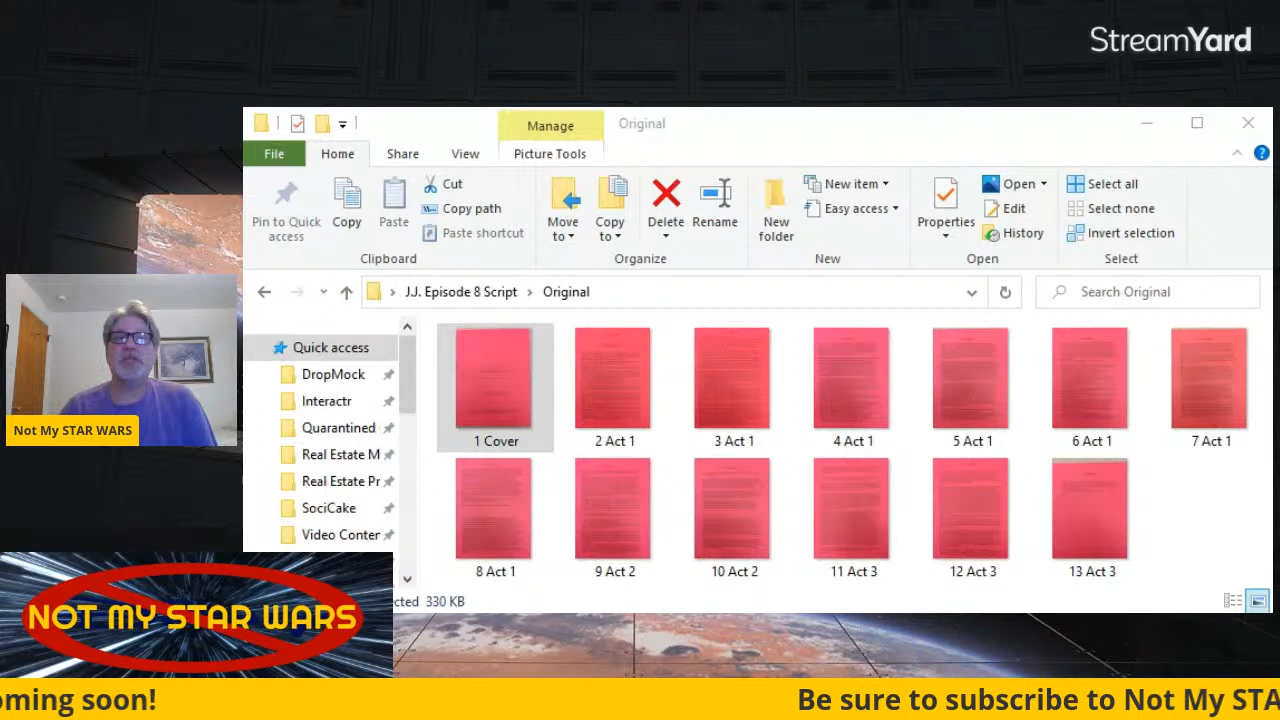 StreamYard
Manage
Original
File
Home
Share
View
Picture Tools
Pin to Quick
access
Copy
Paste
Cut
Copy path
Paste shortcut
Clipboard
Move
to
Copy
to
Delete
Rename
Organize
New
folder
New item
Easy access
New
Properties
Open
Edit
History
Open
Select all
Select none
Invert selection
Select
J.J. Episode 8 Script
Original
Search Original
Quick access
DropMock
Interactr
Quarantined
Real Estate M
Real Estate Pr
SociCake
Video Conter
1 Cover
2 Act 1
3 Act 1
4 Act 1
5 Act 1
6 Act 1
7 Act 1
8 Act 1
9 Act 2
10 Act 2
11 Act 3
12 Act 3
13 Act 3
cted 330 KB
Not My STAR WARS
NOT MY STAR WARS
oming soon!
Be sure to subscribe to Not My STA